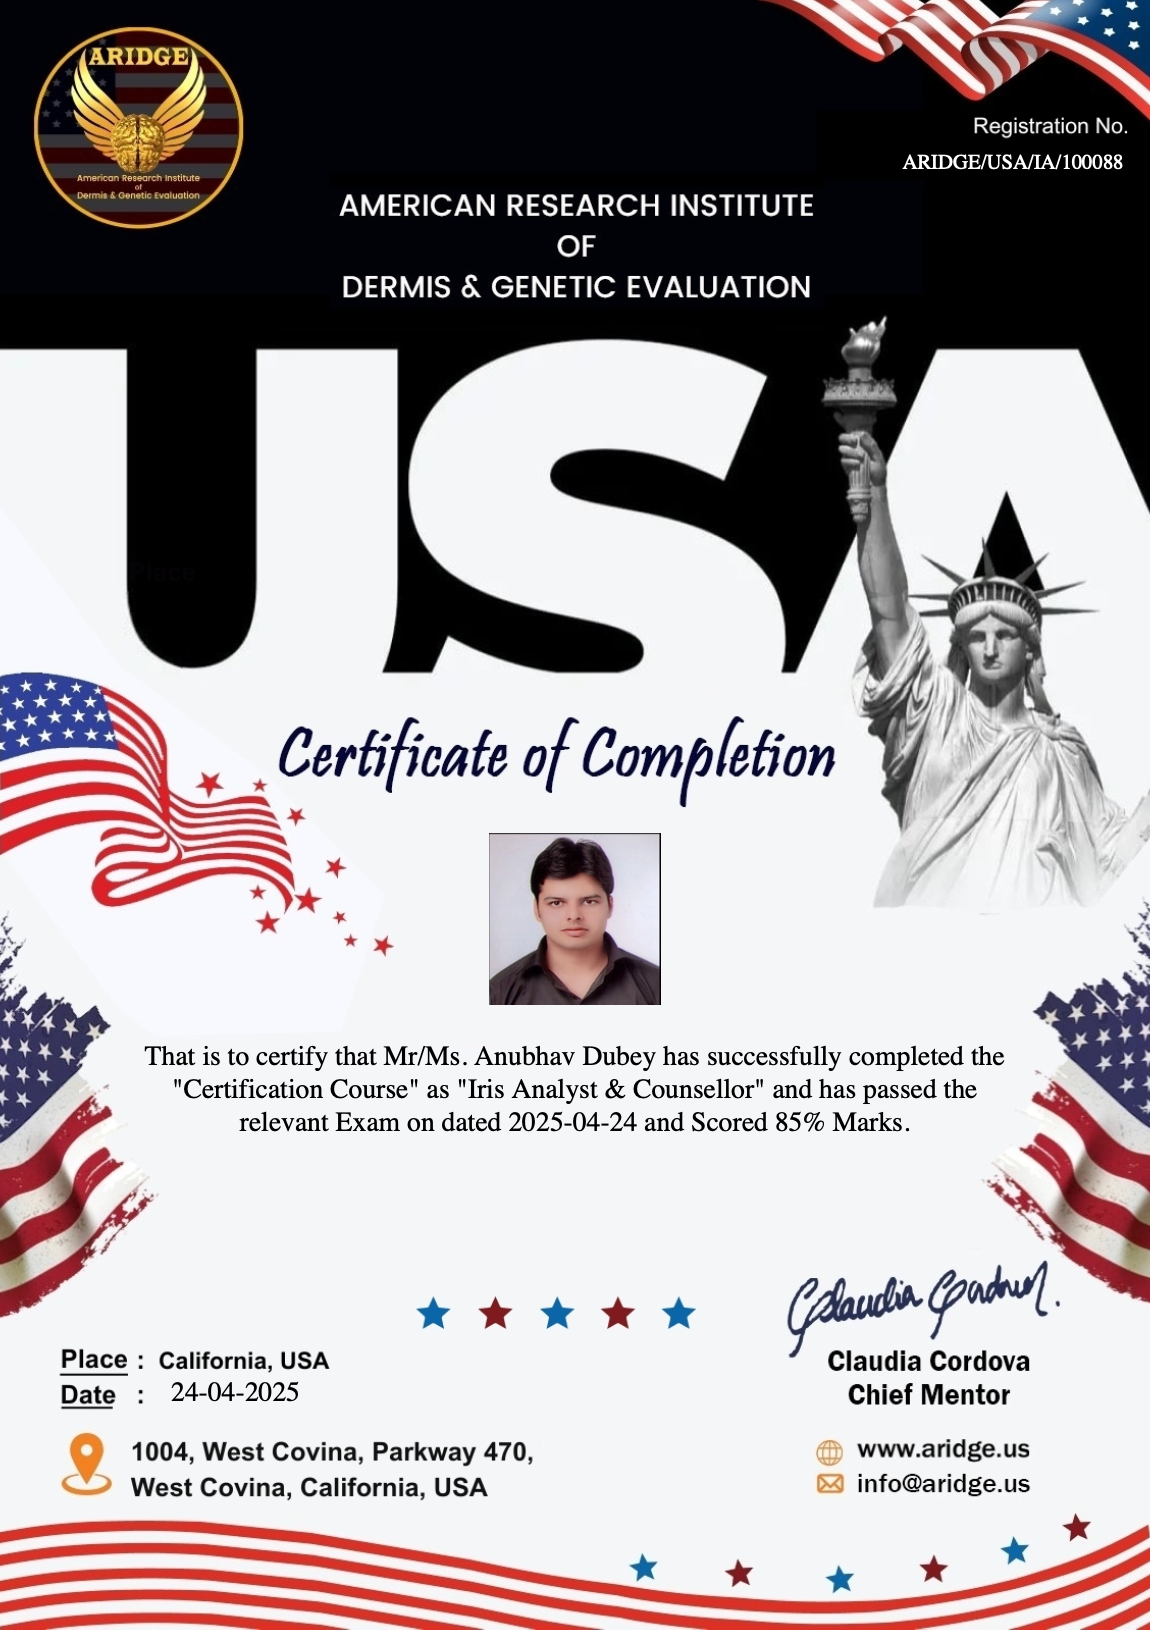 ARIDGE
American Research Institute
of
Dermis & Genetic Evaluation
Registration No.
ARIDGE/USA/IA/100088
AMERICAN RESEARCH INSTITUTE
OF
DERMIS & GENETIC EVALUATION
USA
Place
Certificate of Completion
That is to certify that Mr/Ms. Anubhav Dubey has successfully completed the
"Certification Course" as "Iris Analyst & Counsellor" and has passed the
relevant Exam on dated 2025-04-24 and Scored 85% Marks.
Claudia Cordova.
Place : California, USA
Date : 24-04-2025
Claudia Cordova
Chief Mentor
1004, West Covina, Parkway 470,
West Covina, California, USA
www.aridge.us
info@aridge.us